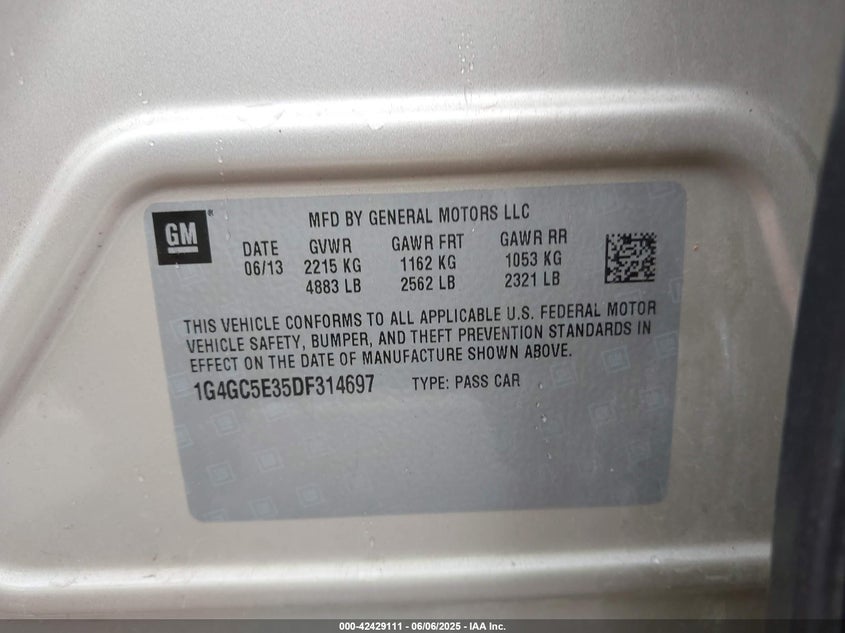 MFD BY GENERAL MOTORS LLC
GM®
DATE GVWR GAWR FRT GAWR RR
06/13 2215 KG 1162 KG 1053 KG
4883 LB 2562 LB 2321 LB
THIS VEHICLE CONFORMS TO ALL APPLICABLE U.S. FEDERAL MOTOR
VEHICLE SAFETY, BUMPER, AND THEFT PREVENTION STANDARDS IN
EFFECT ON THE DATE OF MANUFACTURE SHOWN ABOVE.
1G4GC5E35DF314697 TYPE: PASS CAR
000-42429111 - 06/06/2025 - IAA Inc.